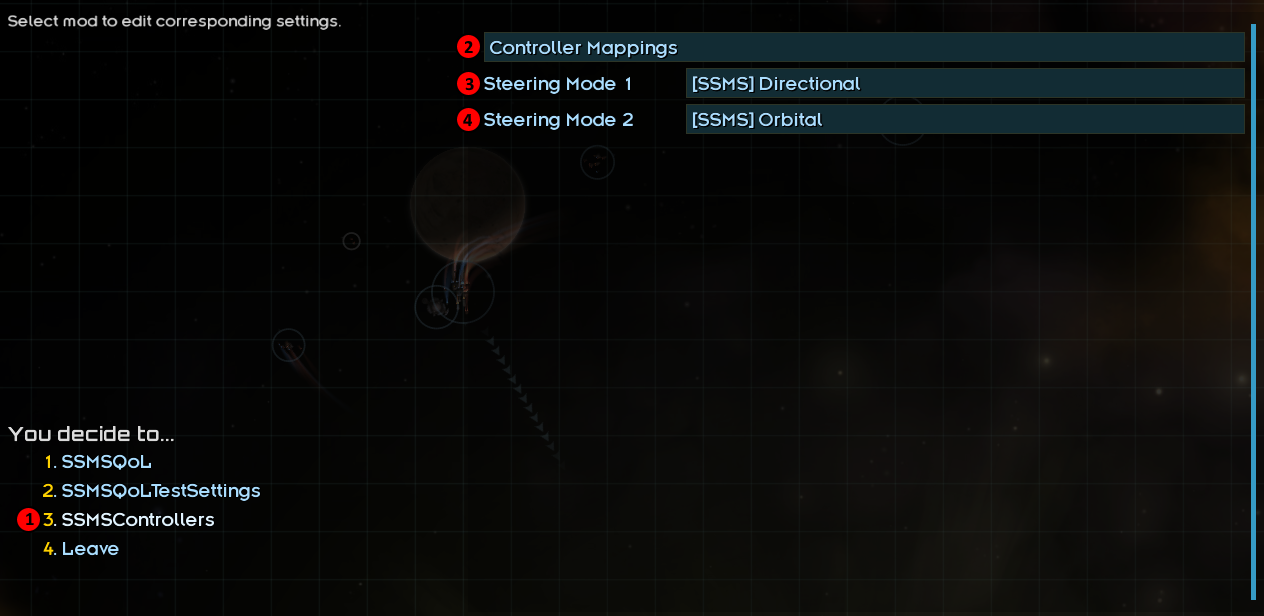 Select mod to edit corresponding settings.
2 Controller Mappings
3 Steering Mode 1 [SSMS] Directional
4 Steering Mode 2 [SSMS] Orbital
You decide to...
1. SSMSQoL
2. SSMSQoLTestSettings
1 3. SSMSControllers
4. Leave